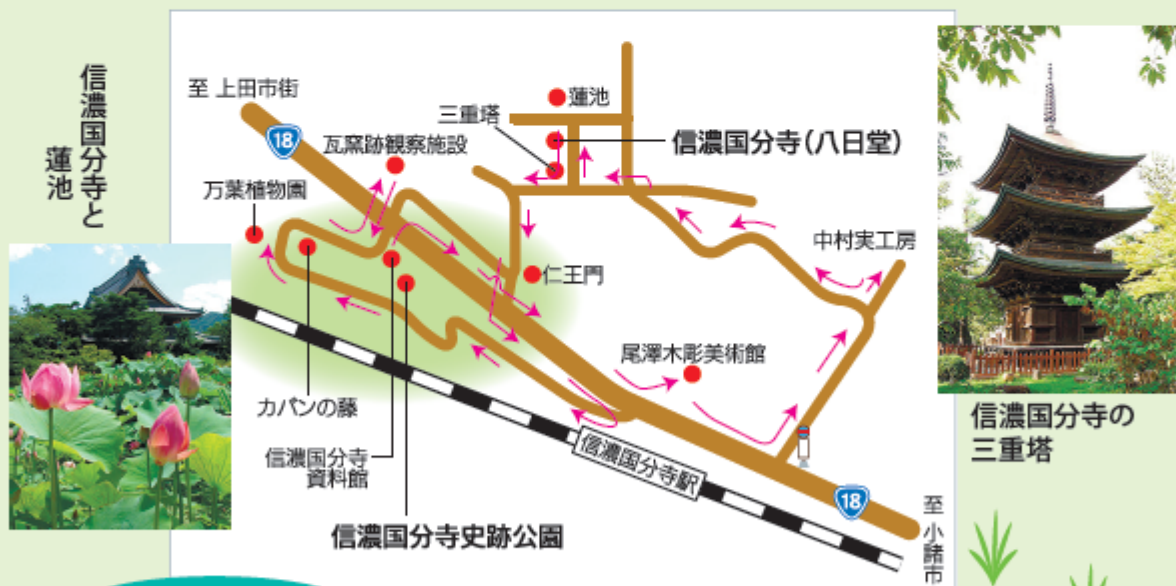 信濃国分寺と
蓮池
至 上田市街
18
瓦窯跡観察施設
万葉植物園
三重塔
蓮池
信濃国分寺(八日堂)
中村実工房
仁王門
尾澤木彫美術館
カバンの藤
信濃国分寺
資料館
信濃国分寺史跡公園
信濃国分寺駅
18
至 小諸市
信濃国分寺の
三重塔